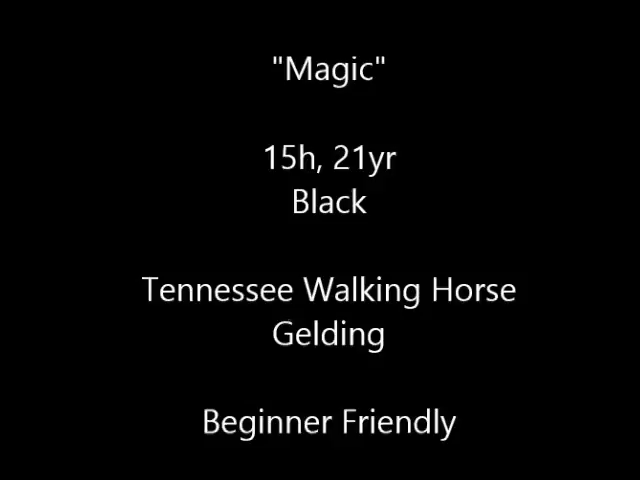 "Magic"
15h, 21yr
Black
Tennessee Walking Horse
Gelding
Beginner Friendly